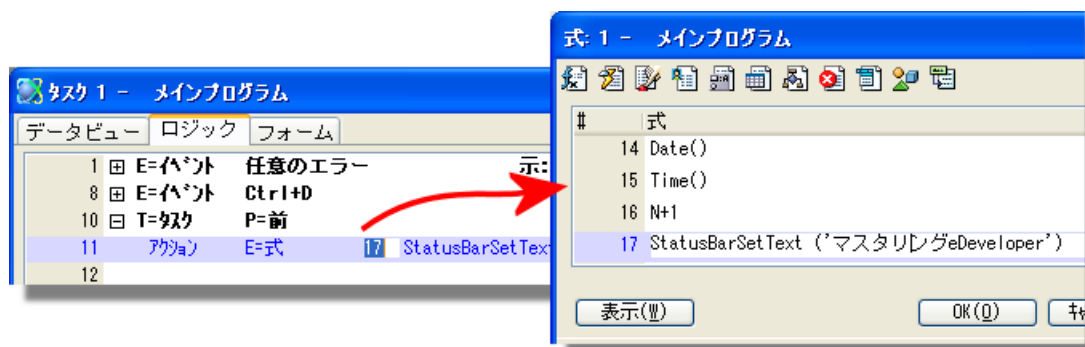 タスク 1 - メインプログラム
データビュー ロジック フォーム
1 E=イベント 任意のエラー 示:
8 E=イベント Ctrl+D
10 T=タスク P=前
11 アクション E=式 17 StatusBarSetTex
12
式: 1 - メインプログラム
# 式
14 Date()
15 Time()
16 N+1
17 StatusBarSetText ('マスタリングeDeveloper')
表示(W) OK(O) キャ